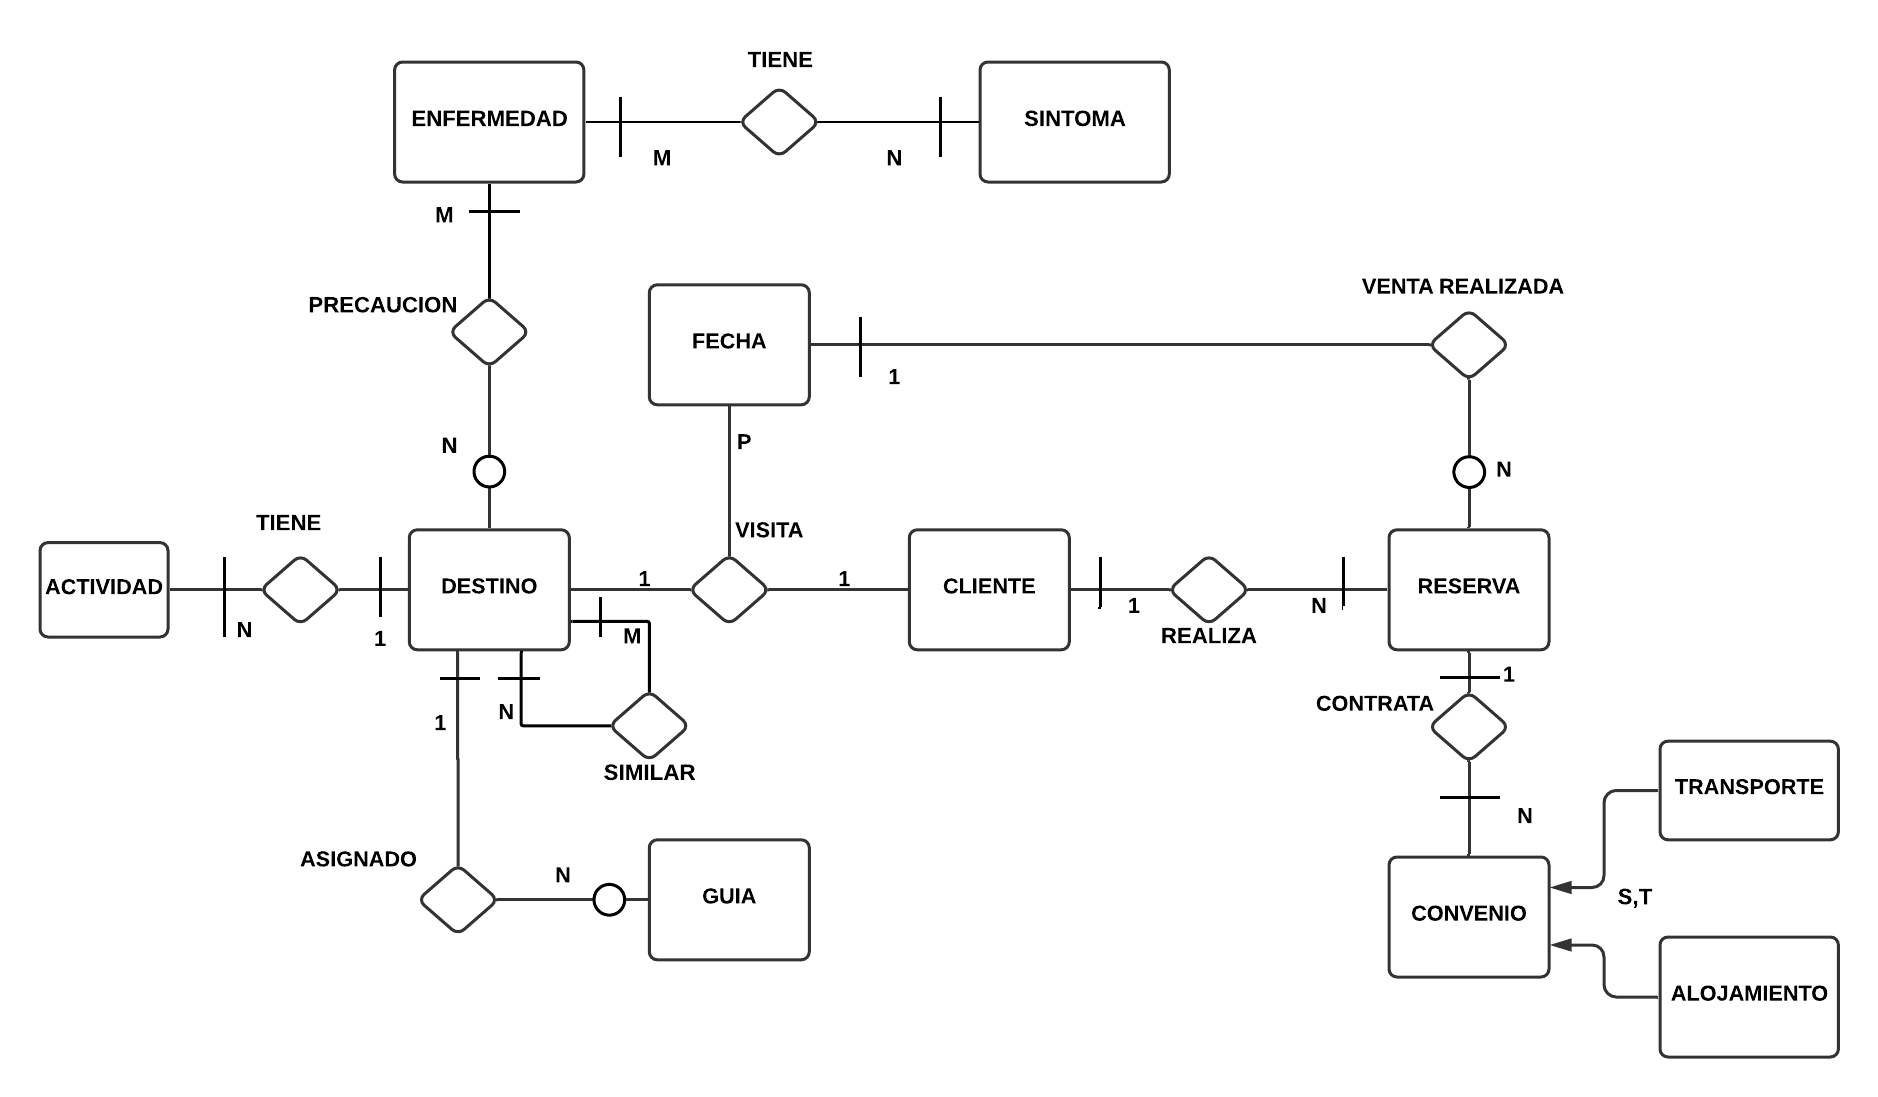 TIENE
ENFERMEDAD
SINTOMA
M
N
M
VENTA REALIZADA
PRECAUCION
FECHA
1
P
N
N
TIENE
VISITA
ACTIVIDAD
DESTINO
1
1
CLIENTE
RESERVA
N
1
M
1
N
REALIZA
1
CONTRATA
N
1
SIMILAR
TRANSPORTE
N
ASIGNADO
N
GUIA
S,T
CONVENIO
ALOJAMIENTO